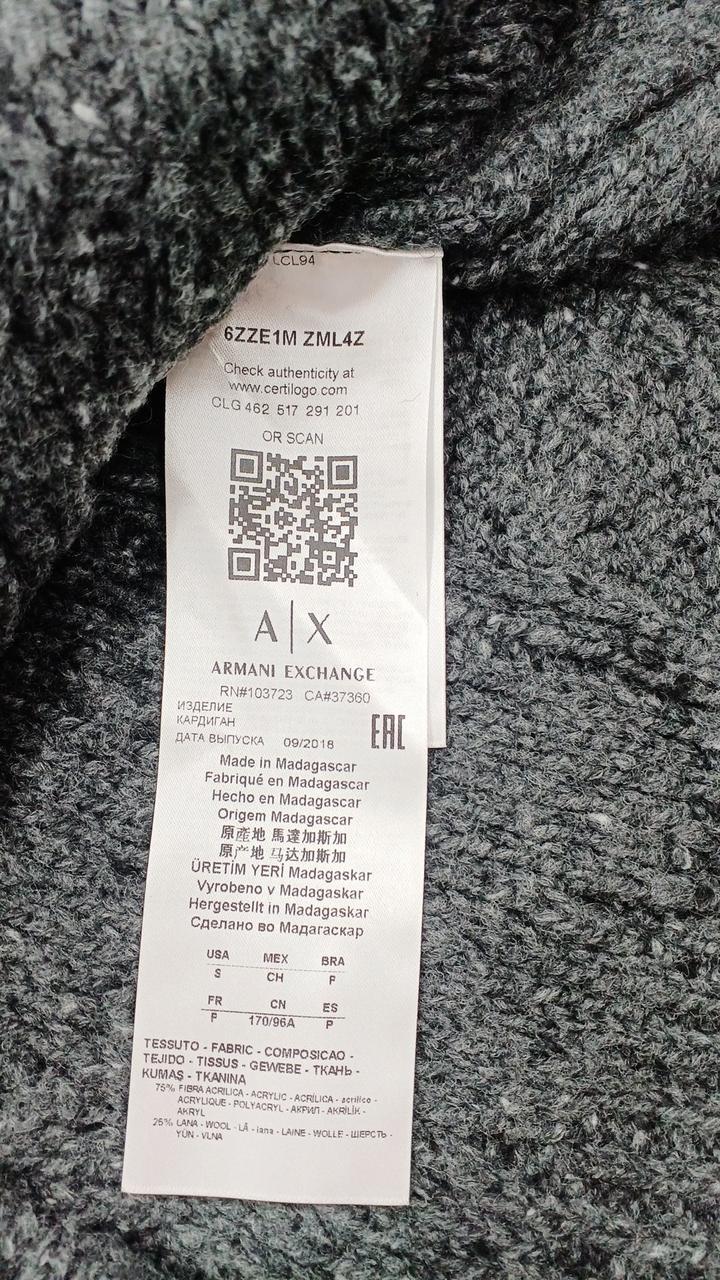 LCL94
6ZZE1M ZML4Z
Check authenticity at
www.certilogo.com
CLG 462 517 291 201
OR SCAN
A|X
ARMANI EXCHANGE
RN#103723 CA#37360
ИЗДЕЛИЕ
КАРДИГАН
ДАТА ВЫПУСКА 09/2018
EAC
Made in Madagascar
Fabriqué en Madagascar
Hecho en Madagascar
Origem Madagascar
原產地 馬達加斯加
原产地 马达加斯加
ÜRETİM YERİ Madagaskar
Vyrobeno v Madagaskar
Hergestellt in Madagaskar
Сделано во Мадагаскар
USA MEX BRA
S CH P
FR CN ES
P 170/96A P
TESSUTO - FABRIC - COMPOSICAO -
TEJIDO - TISSUS - GEWEBE - ТКАНЬ -
KUMAŞ - TKANINA
75% FIBRA ACRILICA - ACRYLIC - ACRÍLICA - acrílico -
ACRYLIQUE - POLYACRYL - АКРИЛ - AKRİLİK -
AKRYL
25% LANA - WOOL - LÃ - lana - LAINE - WOLLE - ШЕРСТЬ -
YÜN - VLNA